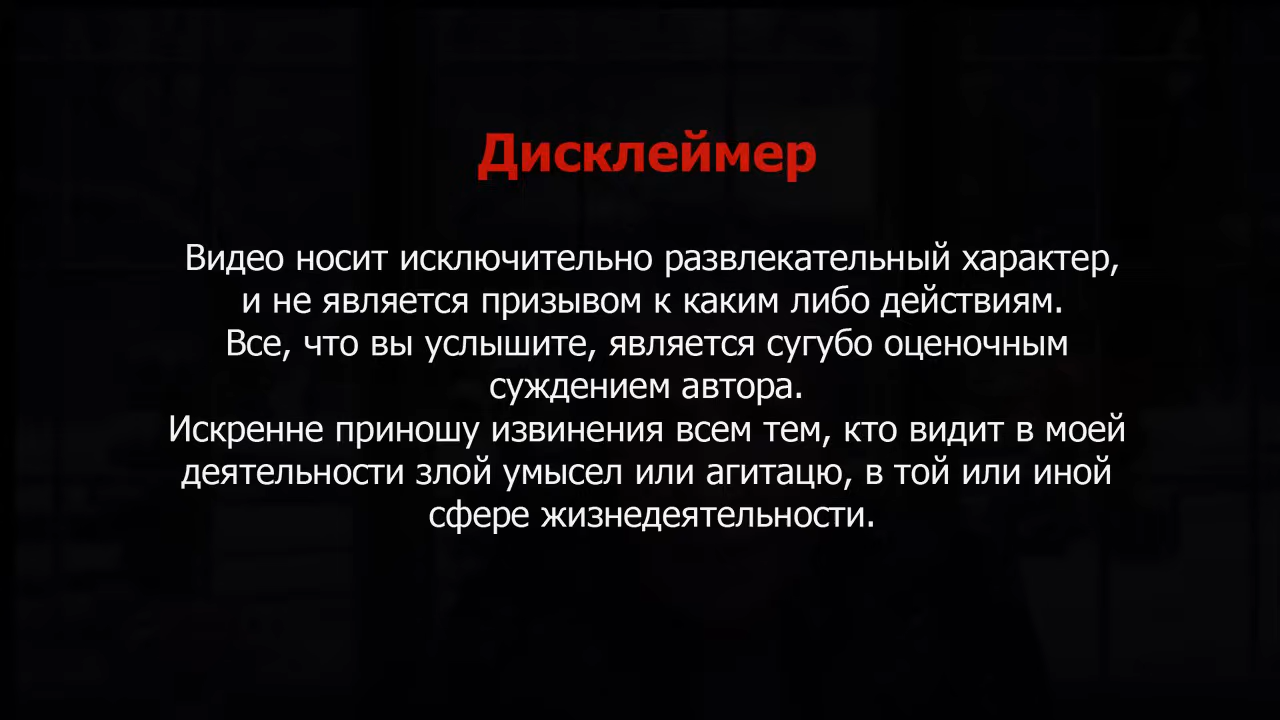 Дисклеймер
Видео носит исключительно развлекательный характер,
и не является призывом к каким либо действиям.
Все, что вы услышите, является сугубо оценочным
суждением автора.
Искренне приношу извинения всем тем, кто видит в моей
деятельности злой умысел или агитацю, в той или иной
сфере жизнедеятельности.